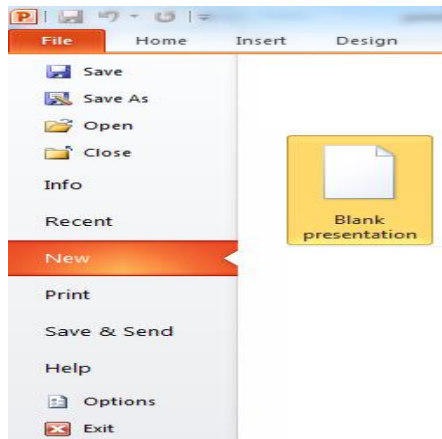 P
File Home Insert Design
Save
Save As
Open
Close
Info
Recent
New
Print
Save & Send
Help
Options
Exit
Blank
presentation